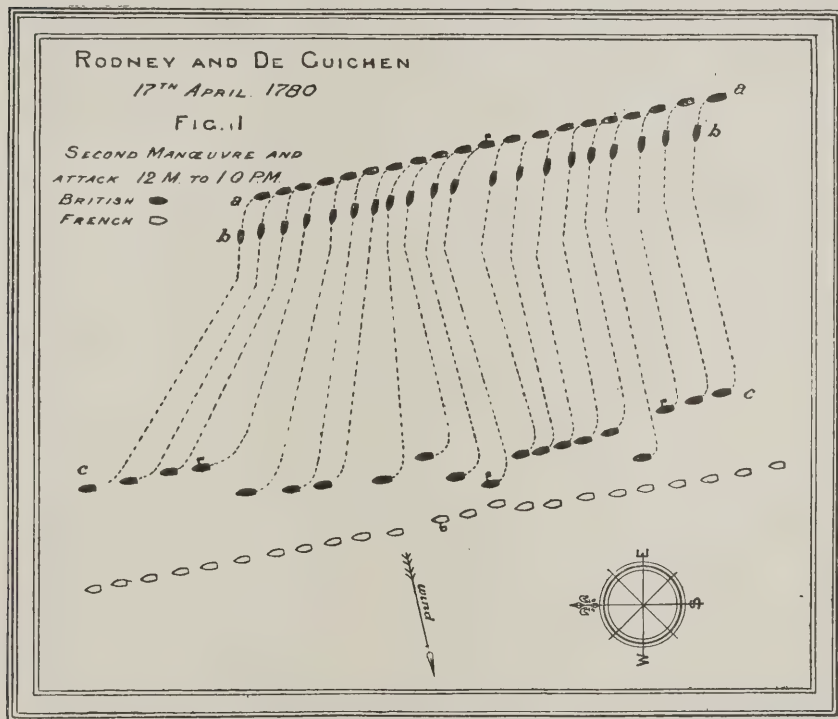 RODNEY AND DE GUICHEN
17TH APRIL 1780
FIG. 11
SECOND MANŒUVRE AND
ATTACK 12 M. TO 1 0 P.M.
BRITISH
FRENCH
a
b
a
b
c
c
wind
E
S
W